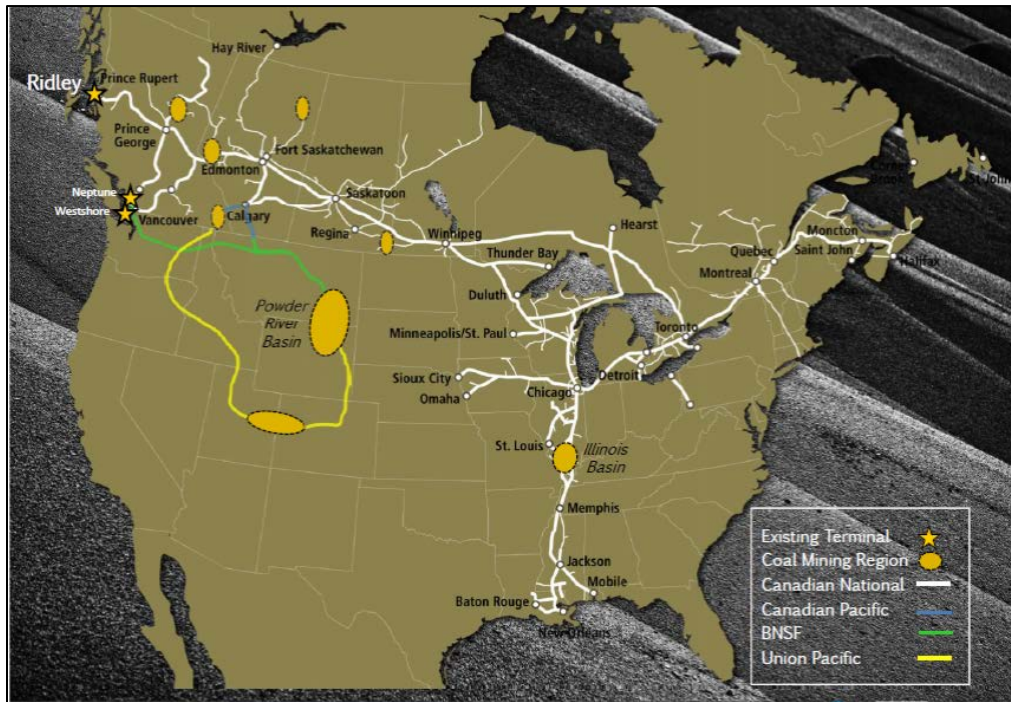 Hay River
Ridley
Prince Rupert
Prince
George
Fort Saskatchewan
Edmonton
Neptune
Westshore
Vancouver
Calgary
Saskatoon
Regina
Winnipeg
Hearst
Thunder Bay
Corner
Brook
St John
Quebec
Moncton
Saint John
Halifax
Montreal
Duluth
Minneapolis/St. Paul
Toronto
Powder
River
Basin
Sioux City
Omaha
Chicago
Detroit
St. Louis
Illinois
Basin
Memphis
Jackson
Mobile
Baton Rouge
New Orleans
Existing Terminal
Coal Mining Region
Canadian National
Canadian Pacific
BNSF
Union Pacific